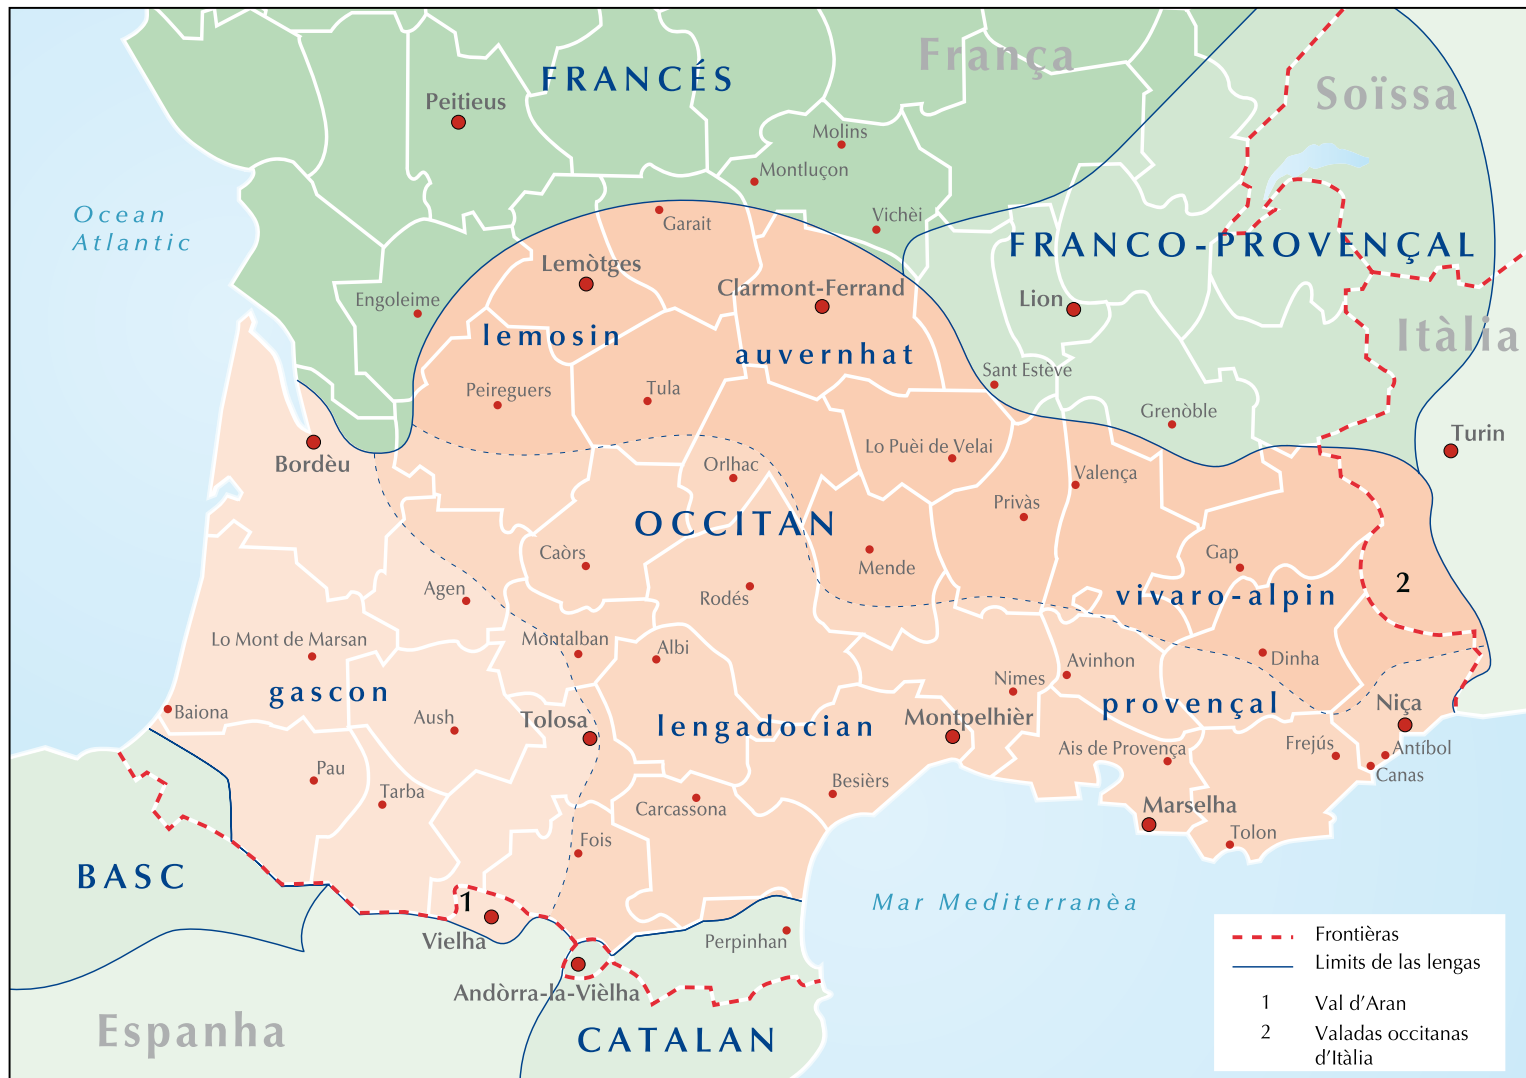 França
FRANCÉS
Soïssa
Peitieus
Molins
Montluçon
Ocean
Atlantic
Vichèi
Garait
FRANCO-PROVENÇAL
Lemòtges
Clarmont-Ferrand
Engoleime
Lion
lemosin
Itàlia
auvernhat
Sant Estève
Peireguers
Tula
Grenòble
Turin
Lo Puèi de Velai
Bordèu
Orlhac
Valença
Privàs
OCCITAN
Caòrs
Gap
Mende
Agen
Rodés
vivaro-alpin
2
Lo Mont de Marsan
Montalban
Albi
Avinhon
Dinha
Nimes
gascon
provençal
Niça
Baiona
Aush
Tolosa
lengadocian
Montpelhièr
Ais de Provença
Frejús
Antíbol
Canas
Pau
Tarba
Besièrs
Carcassona
Marselha
Tolon
Fois
BASC
1
Mar Mediterranèa
Vielha
Perpinhan
Andòrra-la-Vièlha
Espanha
CATALAN
Frontièras
Limits de las lengas
1 Val d'Aran
2 Valadas occitanas
d'Itàlia